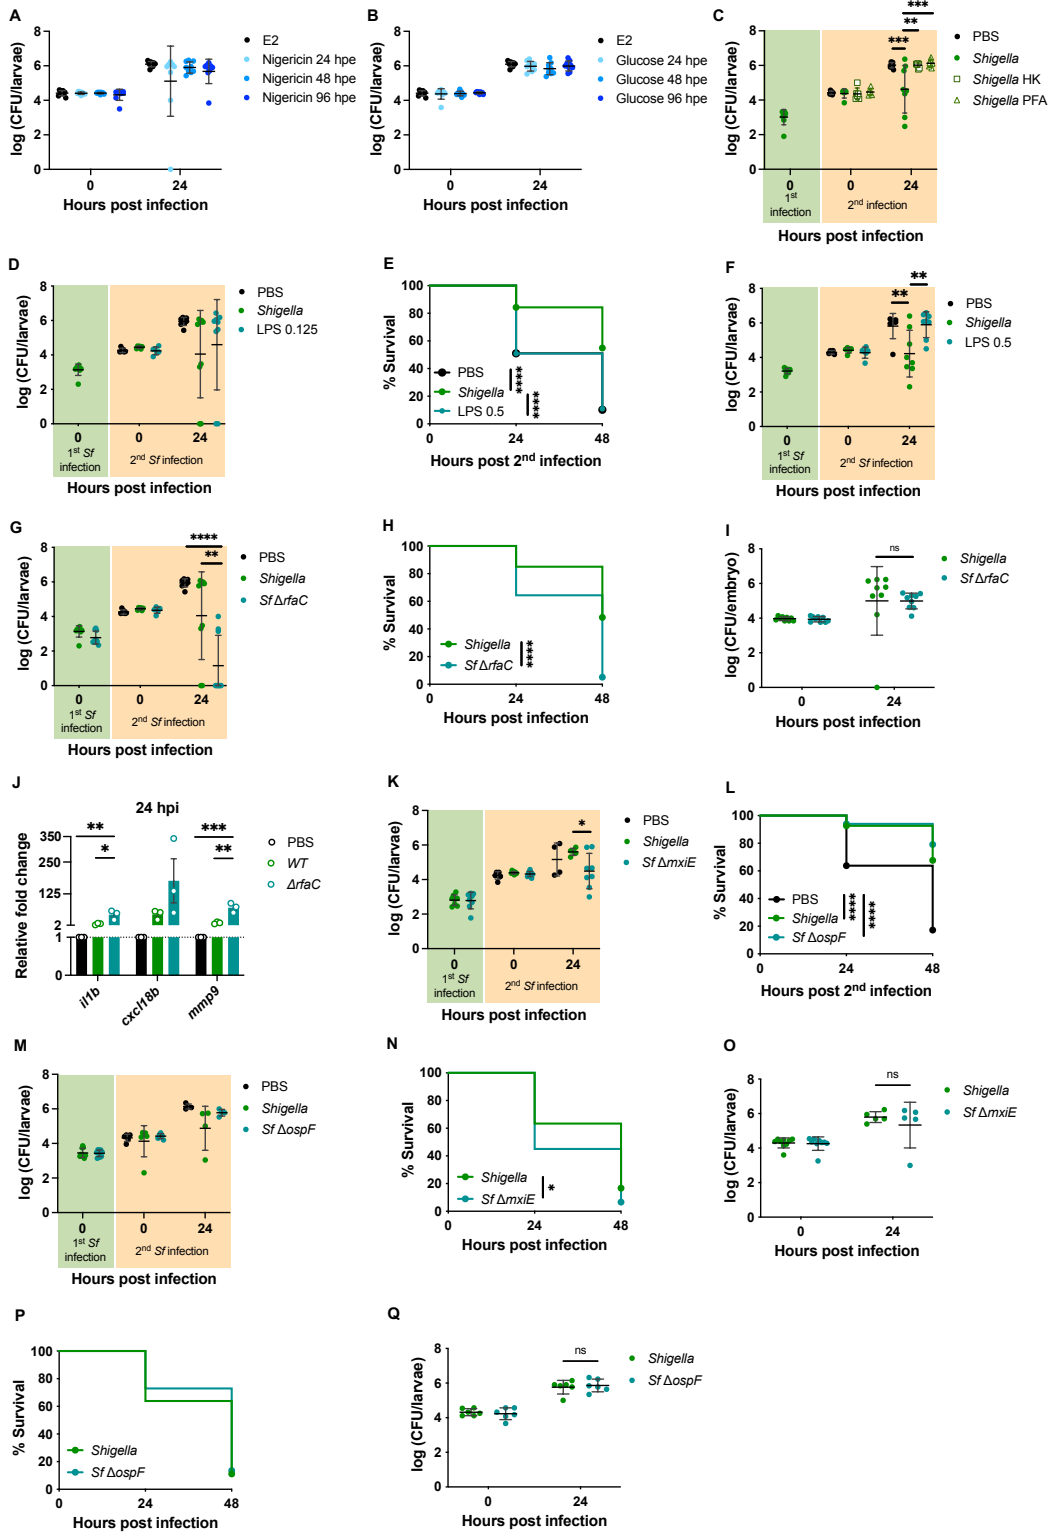 A
log (CFU/larvae)
8
6
4
2
0
0
24
Hours post infection
E2
Nigericin 24 hpe
Nigericin 48 hpe
Nigericin 96 hpe
B
log (CFU/larvae)
8
6
4
2
0
0
24
Hours post infection
E2
Glucose 24 hpe
Glucose 48 hpe
Glucose 96 hpe
C
log (CFU/larvae)
8
6
4
2
0
***
**
***
0
0
24
1st infection
2nd infection
Hours post infection
PBS
Shigella
Shigella HK
Shigella PFA
D
log (CFU/larvae)
8
6
4
2
0
0
0
24
1st Sf infection
2nd Sf infection
Hours post infection
PBS
Shigella
LPS 0.125
E
% Survival
100
80
60
40
20
0
0
24
48
Hours post 2nd infection
PBS
Shigella
LPS 0.5
****
****
F
log (CFU/larvae)
8
6
4
2
0
**
**
0
0
24
1st Sf infection
2nd Sf infection
Hours post infection
PBS
Shigella
LPS 0.5
G
log (CFU/larvae)
8
6
4
2
0
****
**
0
0
24
1st Sf infection
2nd Sf infection
Hours post infection
PBS
Shigella
Sf ΔrfaC
H
% Survival
100
80
60
40
20
0
0
24
48
Hours post infection
Shigella
Sf ΔrfaC
****
I
log (CFU/embryo)
8
6
4
2
0
ns
0
24
Hours post infection
Shigella
Sf ΔrfaC
J
24 hpi
Relative fold change
350
250
125
2
1
0
**
*
***
**
il1b
cxcl18b
mmp9
PBS
WT
ΔrfaC
K
log (CFU/larvae)
8
6
4
2
0
*
0
0
24
1st Sf infection
2nd Sf infection
Hours post infection
PBS
Shigella
Sf ΔmxiE
L
% Survival
100
80
60
40
20
0
0
24
48
Hours post 2nd infection
PBS
Shigella
Sf ΔospF
****
****
M
log (CFU/larvae)
8
6
4
2
0
0
0
24
1st Sf infection
2nd Sf infection
Hours post infection
PBS
Shigella
Sf ΔospF
N
% Survival
100
80
60
40
20
0
0
24
48
Hours post infection
Shigella
Sf ΔmxiE
*
O
log (CFU/larvae)
8
6
4
2
0
ns
0
24
Hours post infection
Shigella
Sf ΔmxiE
P
% Survival
100
80
60
40
20
0
0
24
48
Hours post infection
Shigella
Sf ΔospF
Q
log (CFU/larvae)
8
6
4
2
0
ns
0
24
Hours post infection
Shigella
Sf ΔospF